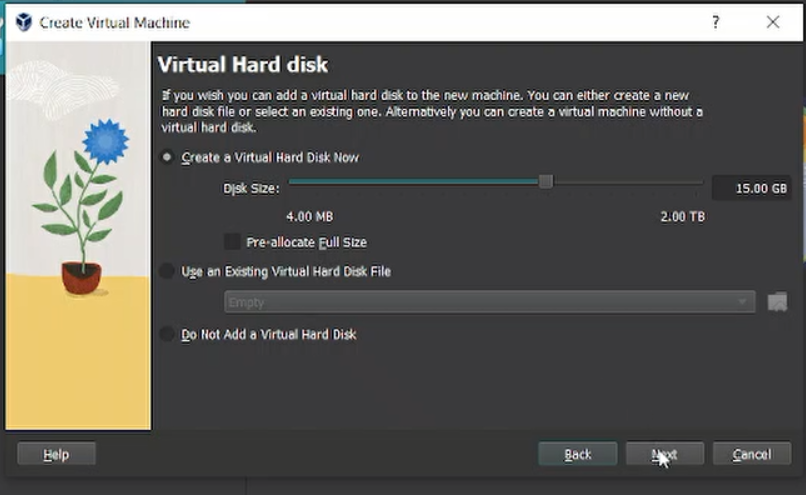 Create Virtual Machine
?
Virtual Hard disk
If you wish you can add a virtual hard disk to the new machine. You can either create a new
hard disk file or select an existing one. Alternatively you can create a virtual machine without a
virtual hard disk.
Create a Virtual Hard Disk Now
Disk Size:
15.00 GB
4.00 MB
2.00 TB
Pre-allocate Full Size
Use an Existing Virtual Hard Disk File
Empty
Do Not Add a Virtual Hard Disk
Help
Back
Next
Cancel